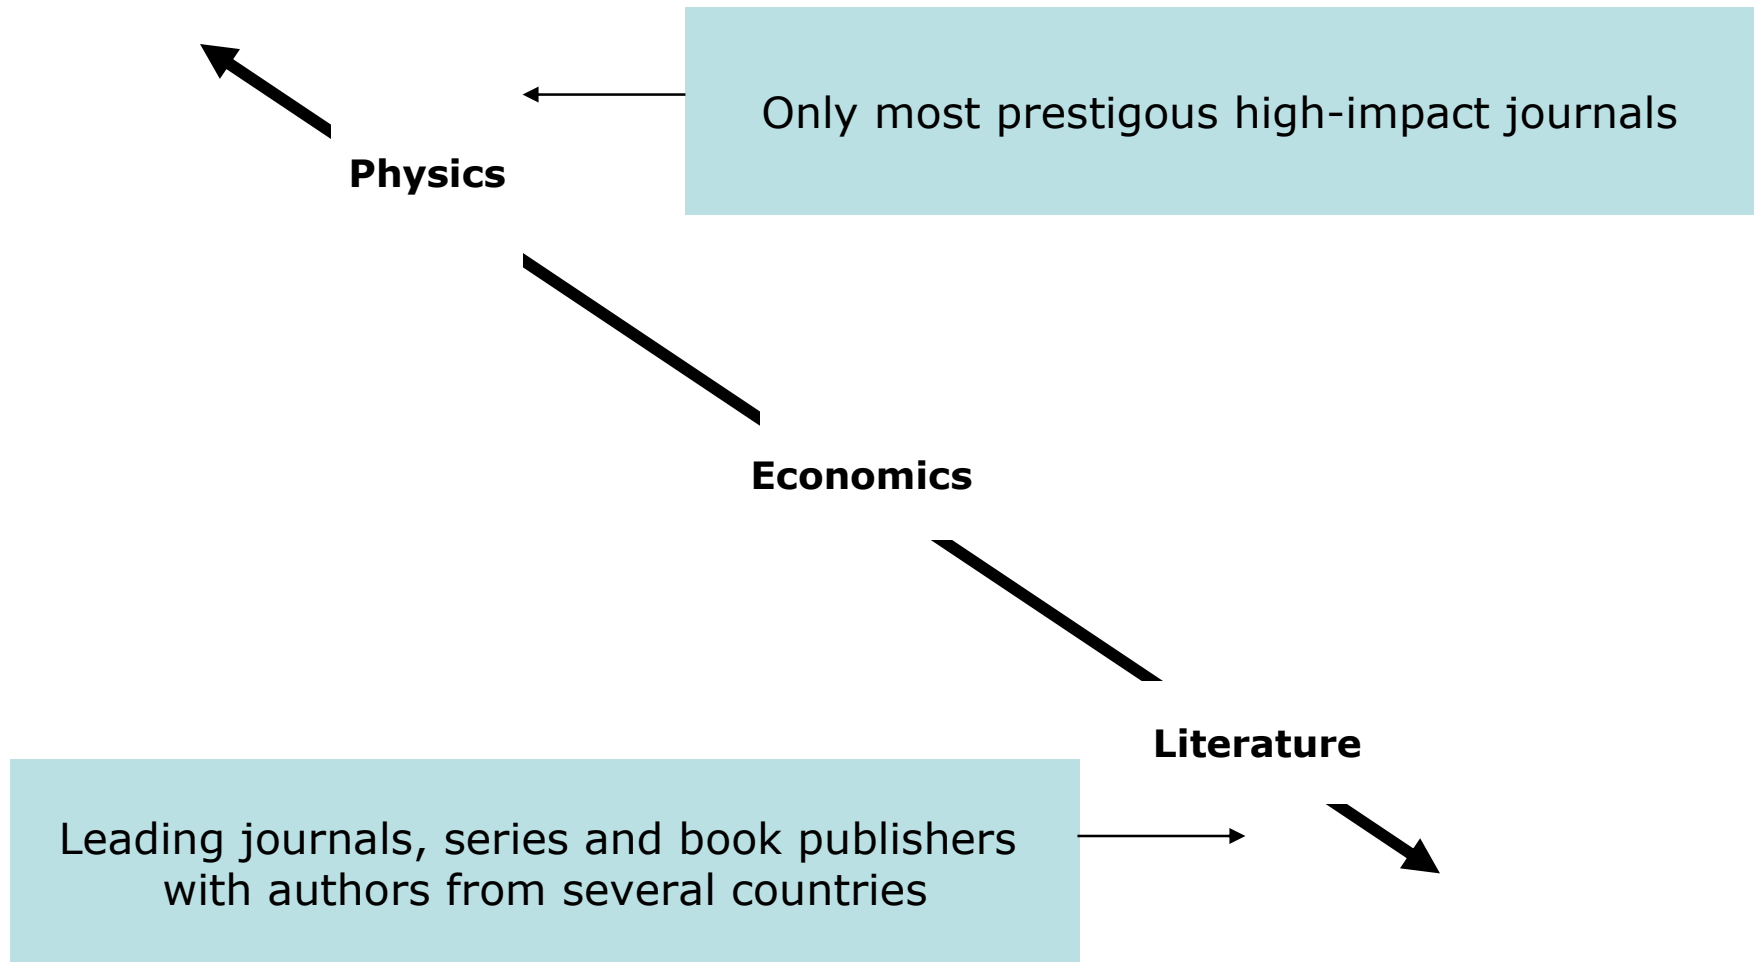 Only most prestigous high-impact journals
Physics
Economics
Literature
Leading journals, series and book publishers
with authors from several countries